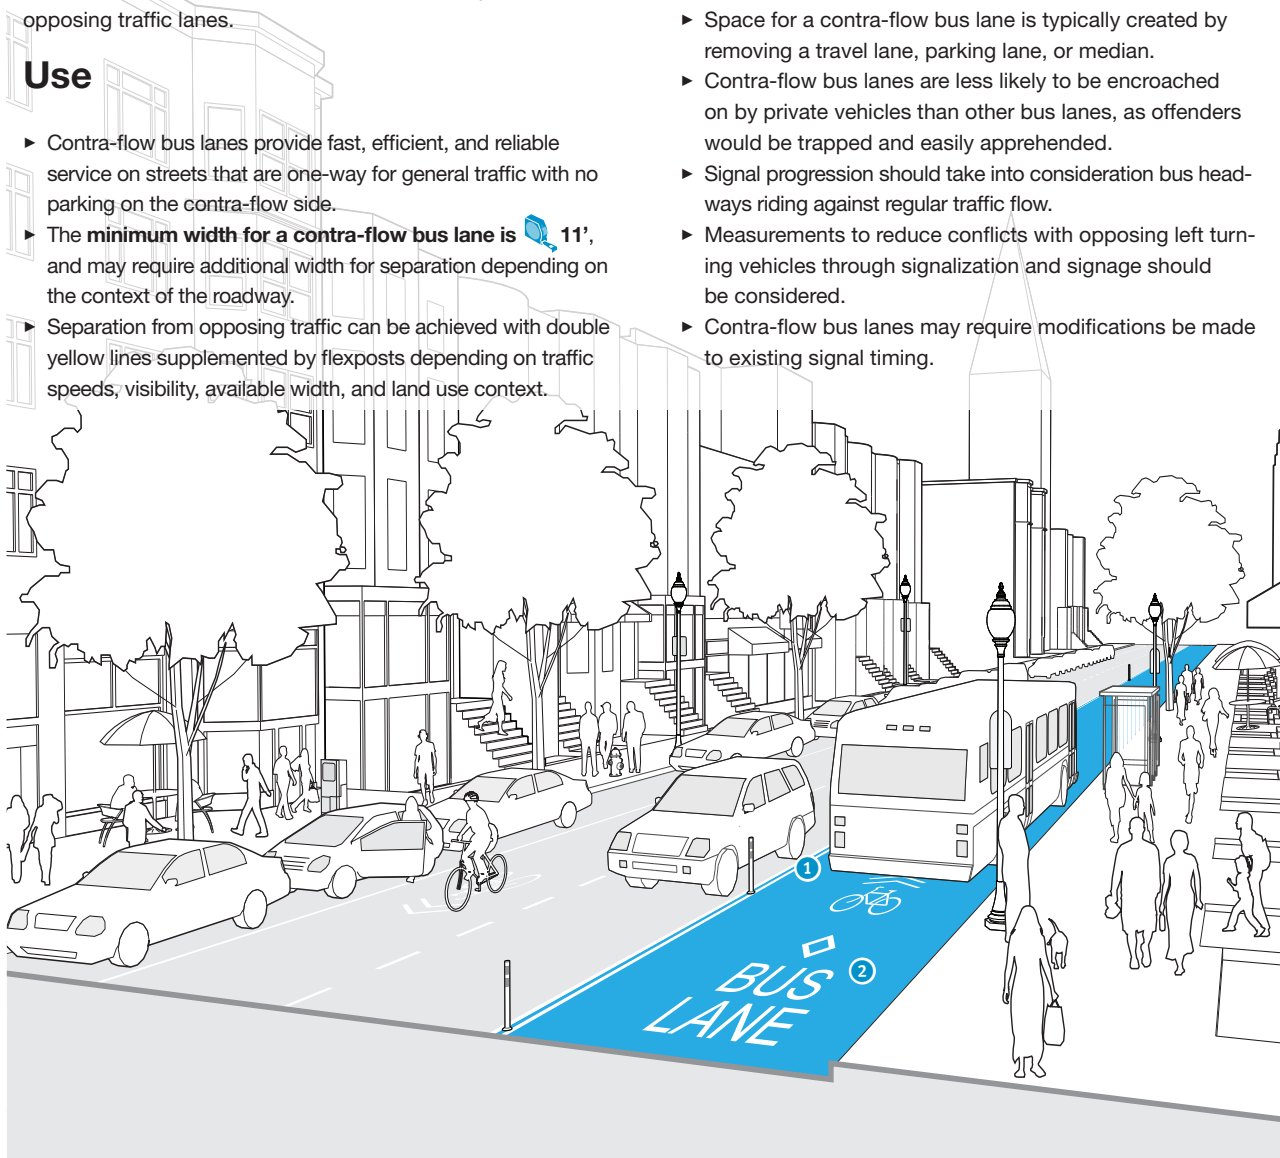 opposing traffic lanes.
Use
► Contra-flow bus lanes provide fast, efficient, and reliable
service on streets that are one-way for general traffic with no
parking on the contra-flow side.
► The minimum width for a contra-flow bus lane is 11’,
and may require additional width for separation depending on
the context of the roadway.
► Separation from opposing traffic can be achieved with double
yellow lines supplemented by flexposts depending on traffic
speeds, visibility, available width, and land use context.
► Space for a contra-flow bus lane is typically created by
removing a travel lane, parking lane, or median.
► Contra-flow bus lanes are less likely to be encroached
on by private vehicles than other bus lanes, as offenders
would be trapped and easily apprehended.
► Signal progression should take into consideration bus head-
ways riding against regular traffic flow.
► Measurements to reduce conflicts with opposing left turn-
ing vehicles through signalization and signage should
be considered.
► Contra-flow bus lanes may require modifications be made
to existing signal timing.
1
2
BUS
LANE